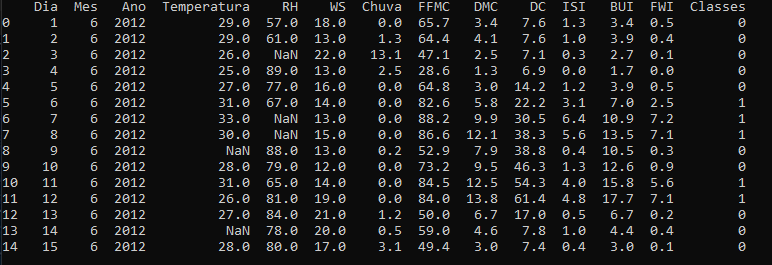 Dia Mes Ano Temperatura RH WS Chuva FFMC DMC DC ISI BUI FWI Classes
0 1 6 2012 29.0 57.0 18.0 0.0 65.7 3.4 7.6 1.3 3.4 0.5 0
1 2 6 2012 29.0 61.0 13.0 1.3 64.4 4.1 7.6 1.0 3.9 0.4 0
2 3 6 2012 26.0 NaN 22.0 13.1 47.1 2.5 7.1 0.3 2.7 0.1 0
3 4 6 2012 25.0 89.0 13.0 2.5 28.6 1.3 6.9 0.0 1.7 0.0 0
4 5 6 2012 27.0 77.0 16.0 0.0 64.8 3.0 14.2 1.2 3.9 0.5 0
5 6 6 2012 31.0 67.0 14.0 0.0 82.6 5.8 22.2 3.1 7.0 2.5 1
6 7 6 2012 33.0 NaN 13.0 0.0 88.2 9.9 30.5 6.4 10.9 7.2 1
7 8 6 2012 30.0 NaN 15.0 0.0 86.6 12.1 38.3 5.6 13.5 7.1 1
8 9 6 2012 NaN 88.0 13.0 0.2 52.9 7.9 38.8 0.4 10.5 0.3 0
9 10 6 2012 28.0 79.0 12.0 0.0 73.2 9.5 46.3 1.3 12.6 0.9 0
10 11 6 2012 31.0 65.0 14.0 0.0 84.5 12.5 54.3 4.0 15.8 5.6 1
11 12 6 2012 26.0 81.0 19.0 0.0 84.0 13.8 61.4 4.8 17.7 7.1 1
12 13 6 2012 27.0 84.0 21.0 1.2 50.0 6.7 17.0 0.5 6.7 0.2 0
13 14 6 2012 NaN 78.0 20.0 0.5 59.0 4.6 7.8 1.0 4.4 0.4 0
14 15 6 2012 28.0 80.0 17.0 3.1 49.4 3.0 7.4 0.4 3.0 0.1 0